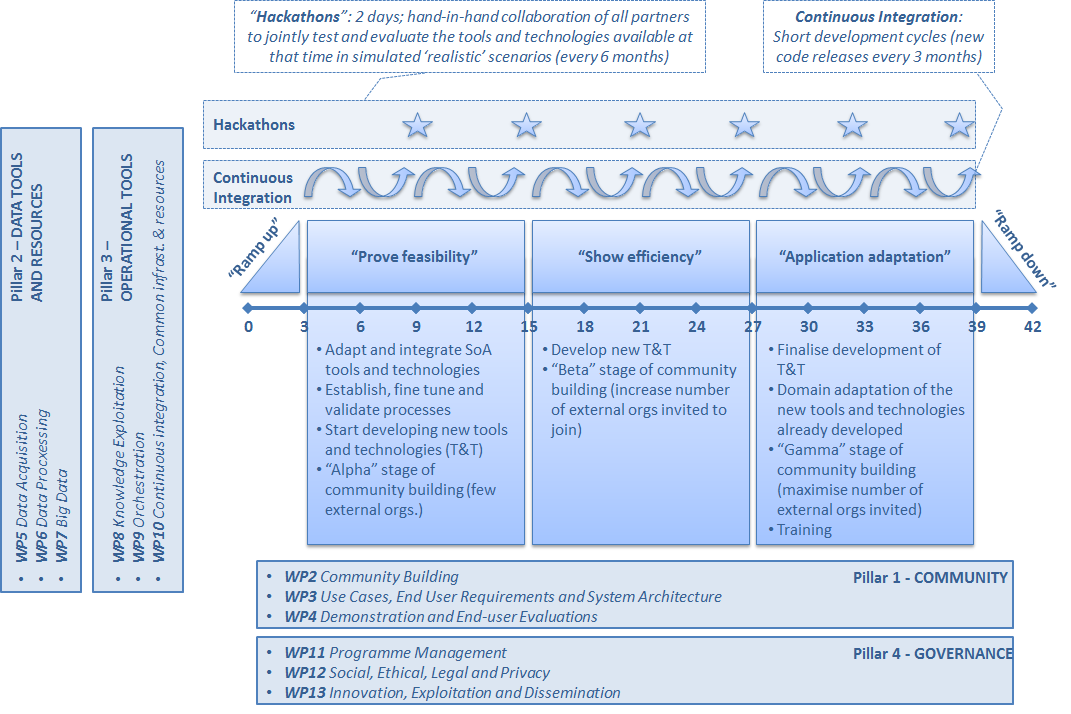 “Hackathons”: 2 days; hand-in-hand collaboration of all partners
to jointly test and evaluate the tools and technologies available at
that time in simulated ‘realistic’ scenarios (every 6 months)
Continuous Integration:
Short development cycles (new
code releases every 3 months)
Hackathons
Continuous
Integration
Pillar 2 – DATA TOOLS
AND RESOURCES
• WP5 Data Acquisition
• WP6 Data Procxessing
• WP7 Big Data
Pillar 3 –
OPERATIONAL TOOLS
• WP8 Knowledge Exploitation
• WP9 Orchestration
• WP10 Continuous integration, Common infrast. & resources
“Ramp up”
“Prove feasibility”
“Show efficiency”
“Application adaptation”
“Ramp down”
0 3 6 9 12 15 18 21 24 27 30 33 36 39 42
• Adapt and integrate SoA
tools and technologies
• Establish, fine tune and
validate processes
• Start developing new tools
and technologies (T&T)
• “Alpha” stage of
community building (few
external orgs.)
• Develop new T&T
• “Beta” stage of community
building (increase number
of external orgs invited to
join)
• Finalise development of
T&T
• Domain adaptation of the
new tools and technologies
already developed
• “Gamma” stage of
community building
(maximise number of
external orgs invited)
• Training
Pillar 1 - COMMUNITY
• WP2 Community Building
• WP3 Use Cases, End User Requirements and System Architecture
• WP4 Demonstration and End-user Evaluations
Pillar 4 - GOVERNANCE
• WP11 Programme Management
• WP12 Social, Ethical, Legal and Privacy
• WP13 Innovation, Exploitation and Dissemination